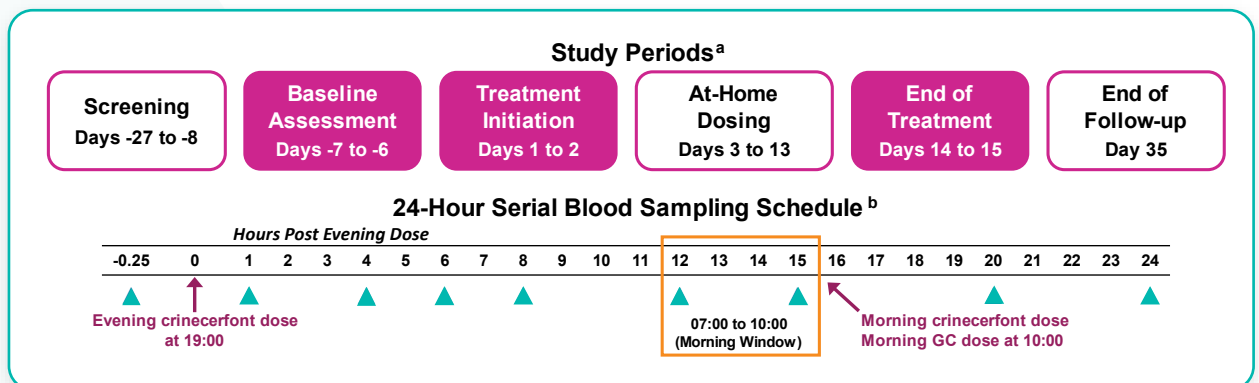 Study Periodsᵃ
Screening
Days -27 to -8
Baseline
Assessment
Days -7 to -6
Treatment
Initiation
Days 1 to 2
At-Home
Dosing
Days 3 to 13
End of
Treatment
Days 14 to 15
End of
Follow-up
Day 35
24-Hour Serial Blood Sampling Schedule ᵇ
Hours Post Evening Dose
-0.25 0 1 2 3 4 5 6 7 8 9 10 11 12 13 14 15 16 17 18 19 20 21 22 23 24
Evening crinecerfont dose
at 19:00
07:00 to 10:00
(Morning Window)
Morning crinecerfont dose
Morning GC dose at 10:00